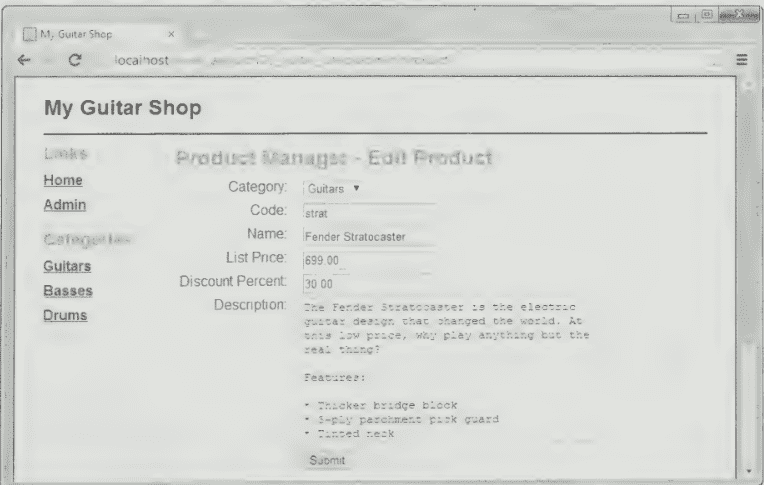 My Guitar Shop
localhost
My Guitar Shop
Links
Home
Admin
Categories
Guitars
Basses
Drums
Product Manager - Edit Product
Category: Guitars
Code: strat
Name: Fender Stratocaster
List Price: 699.00
Discount Percent: 30.00
Description: The Fender Stratocaster is the electric
guitar design that changed the world. At
this low price, why play anything but the
real thing?
Features:
• Thicker bridge block
• 3-ply parchment pick guard
• Tinted neck
Submit